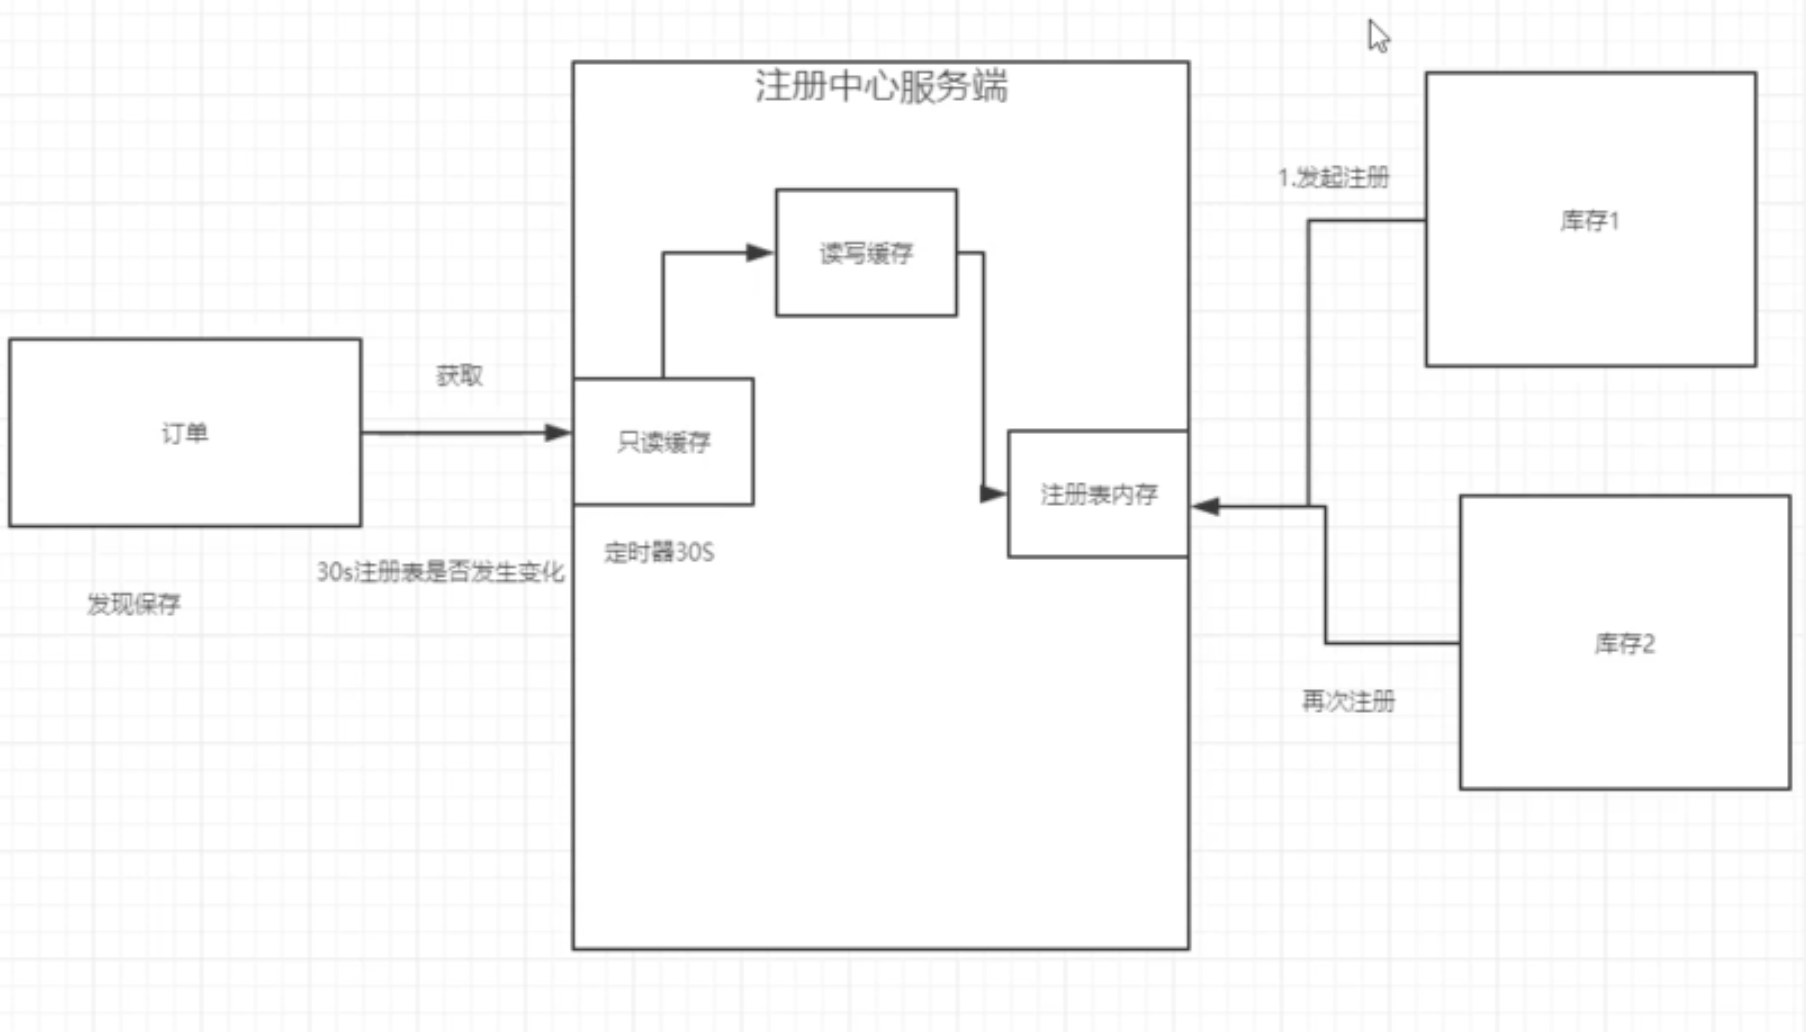 注册中心服务端
1.发起注册
库存1
读写缓存
获取
订单
只读缓存
注册表内存
定时器30S
30s注册表是否发生变化
发现保存
库存2
再次注册